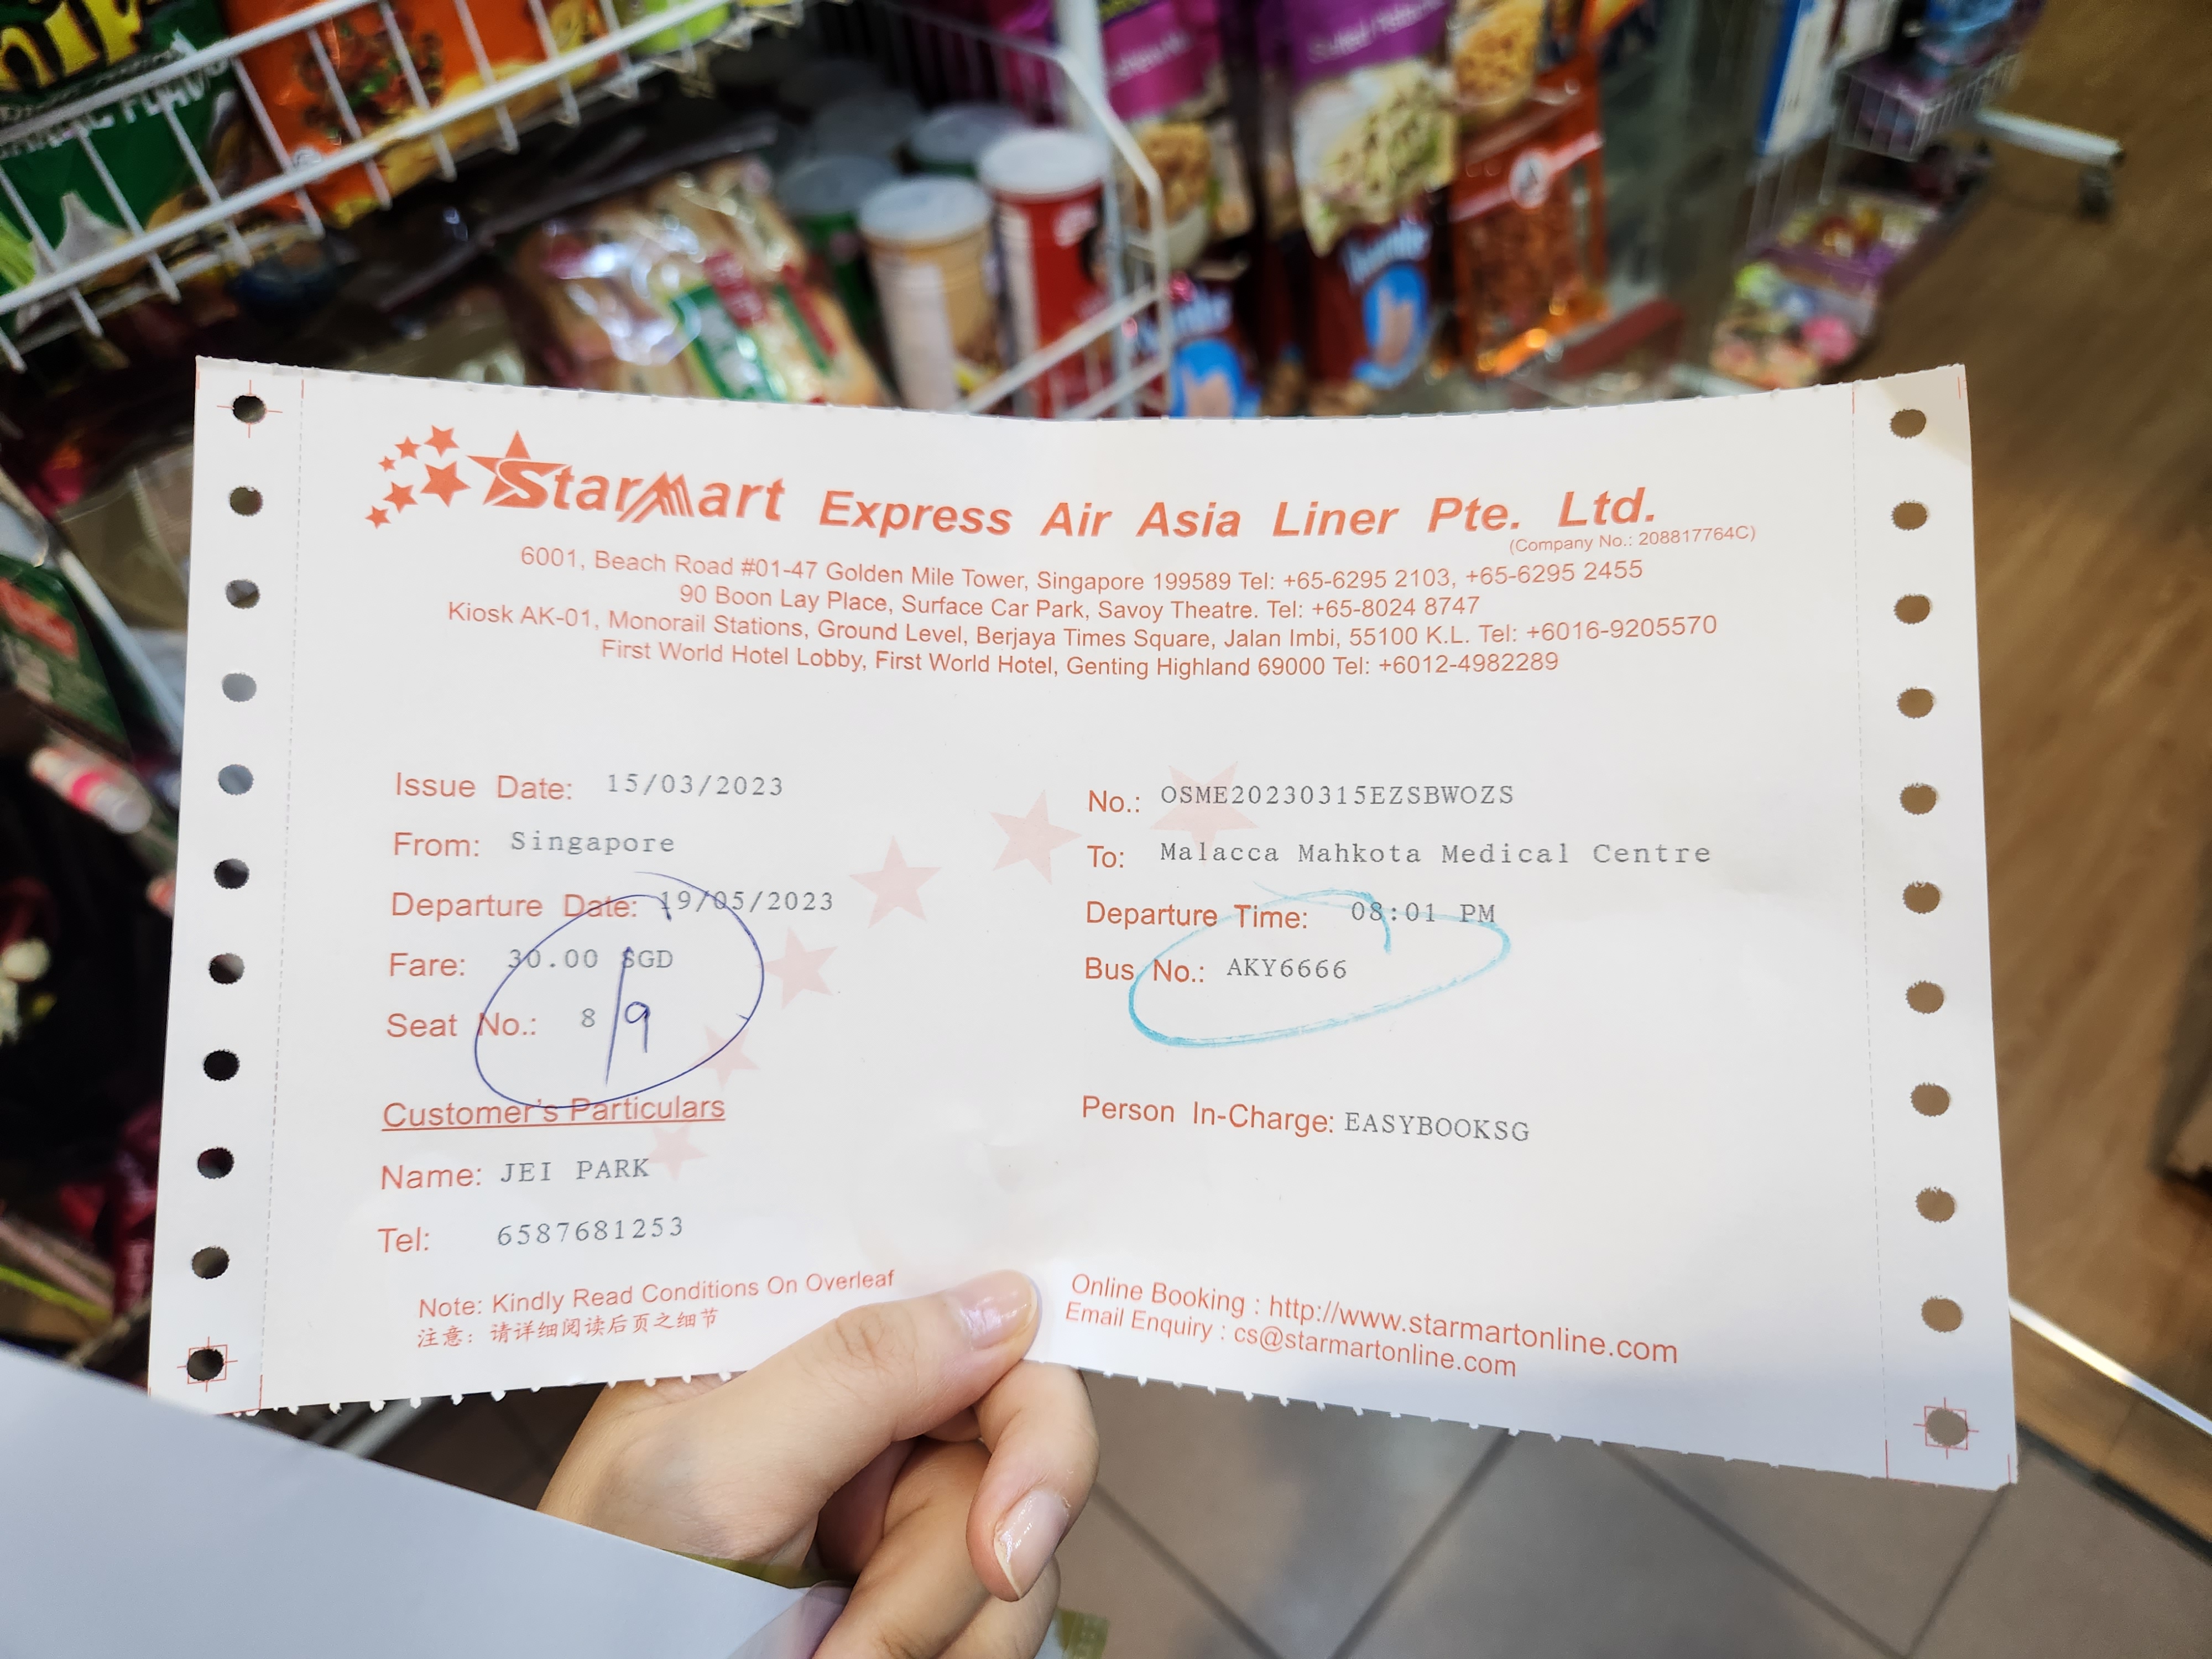 StarMart Express Air Asia Liner Pte. Ltd.
(Company No.: 208817764C)
6001, Beach Road #01-47 Golden Mile Tower, Singapore 199589 Tel: +65-6295 2103, +65-6295 2455
90 Boon Lay Place, Surface Car Park, Savoy Theatre. Tel: +65-8024 8747
Kiosk AK-01, Monorail Stations, Ground Level, Berjaya Times Square, Jalan Imbi, 55100 K.L. Tel: +6016-9205570
First World Hotel Lobby, First World Hotel, Genting Highland 69000 Tel: +6012-4982289
Issue Date: 15/03/2023
No.: OSME20230315EZSBWOZS
From: Singapore
To: Malacca Mahkota Medical Centre
Departure Date: 19/05/2023
Departure Time: 08:01 PM
Fare: 30.00 SGD
Bus No.: AKY6666
Seat No.: 8/9
Customer's Particulars
Person In-Charge: EASYBOOKSG
Name: JEI PARK
Tel: 6587681253
Note: Kindly Read Conditions On Overleaf
注意：请详细阅读后页之细节
Online Booking : http://www.starmartonline.com
Email Enquiry : cs@starmartonline.com